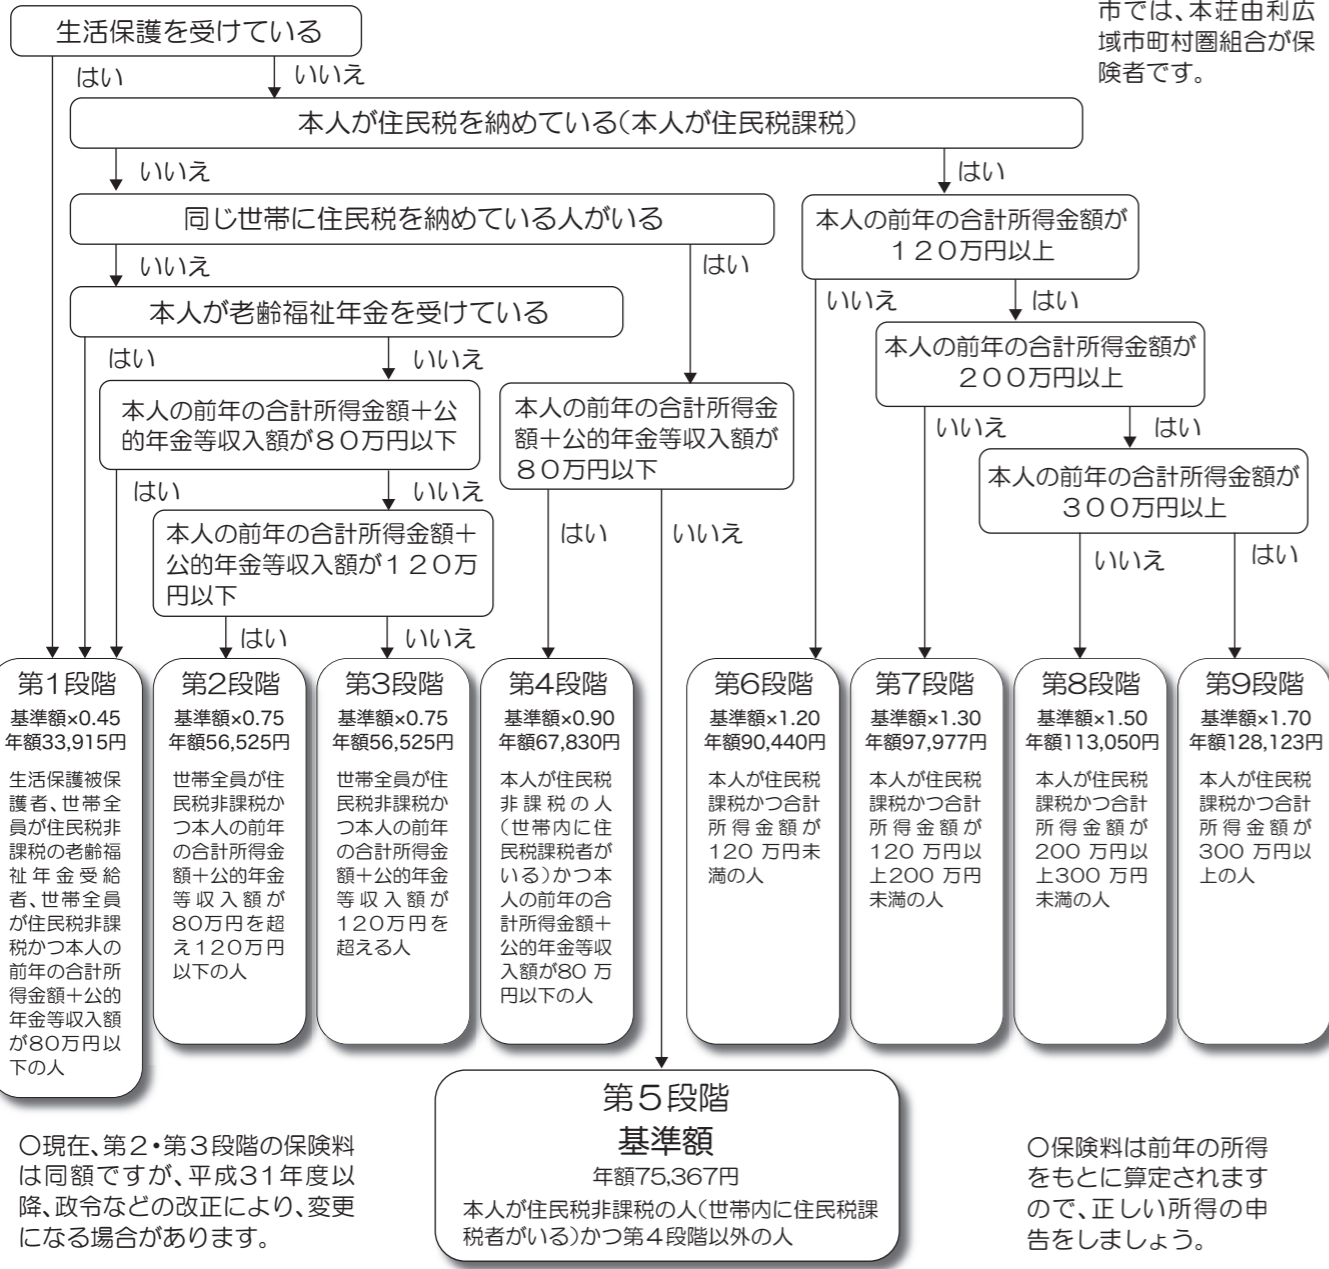 市では、本荘由利広
域市町村圏組合が保
険者です。
生活保護を受けている
はい
いいえ
本人が住民税を納めている(本人が住民税課税)
いいえ
はい
同じ世帯に住民税を納めている人がいる
本人の前年の合計所得金額が
120万円以上
いいえ
はい
いいえ
はい
本人が老齢福祉年金を受けている
本人の前年の合計所得金額が
200万円以上
はい
いいえ
いいえ
はい
本人の前年の合計所得金額+公
的年金等収入額が80万円以下
本人の前年の合計所得金
額+公的年金等収入額が
80万円以下
本人の前年の合計所得金額が
300万円以上
はい
いいえ
はい
いいえ
いいえ
はい
本人の前年の合計所得金額+
公的年金等収入額が120万
円以下
はい
いいえ
第1段階
基準額×0.45
年額33,915円
生活保護被保
護者、世帯全
員が住民税非
課税の老齢福
祉年金受給
者、世帯全員
が住民税非課
税かつ本人の
前年の合計所
得金額+公的
年金等収入額
が80万円以
下の人
第2段階
基準額×0.75
年額56,525円
世帯全員が住
民税非課税か
つ本人の前年
の合計所得金
額+公的年金
等収入額が
80万円を超
え120万円
以下の人
第3段階
基準額×0.75
年額56,525円
世帯全員が住
民税非課税か
つ本人の前年
の合計所得金
額+公的年金
等収入額が
120万円を
超える人
第4段階
基準額×0.90
年額67,830円
本人が住民税
非課税の人
(世帯内に住
民税課税者が
いる)かつ本
人の前年の合
計所得金額+
公的年金等収
入額が80 万
円以下の人
第6段階
基準額×1.20
年額90,440円
本人が住民税
課税かつ合計
所得金額が
120 万円未
満の人
第7段階
基準額×1.30
年額97,977円
本人が住民税
課税かつ合計
所得金額が
120 万円以
上200 万円
未満の人
第8段階
基準額×1.50
年額113,050円
本人が住民税
課税かつ合計
所得金額が
200 万円以
上300 万円
未満の人
第9段階
基準額×1.70
年額128,123円
本人が住民税
課税かつ合計
所得金額が
300 万円以
上の人
第5段階
基準額
年額75,367円
本人が住民税非課税の人(世帯内に住民税課
税者がいる)かつ第4段階以外の人
○現在、第2・第3段階の保険料
は同額ですが、平成31年度以
降、政令などの改正により、変更
になる場合があります。
○保険料は前年の所得
をもとに算定されます
ので、正しい所得の申
告をしましょう。